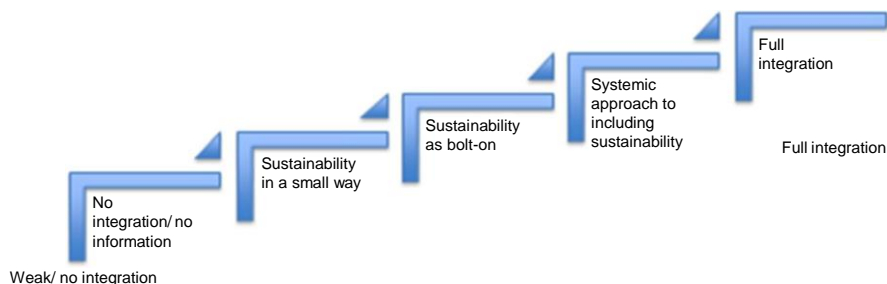 No
integration/ no
information
Sustainability
in a small way
Sustainability
as bolt-on
Systemic
approach to
including
sustainability
Full
integration
Weak/ no integration
Full integration